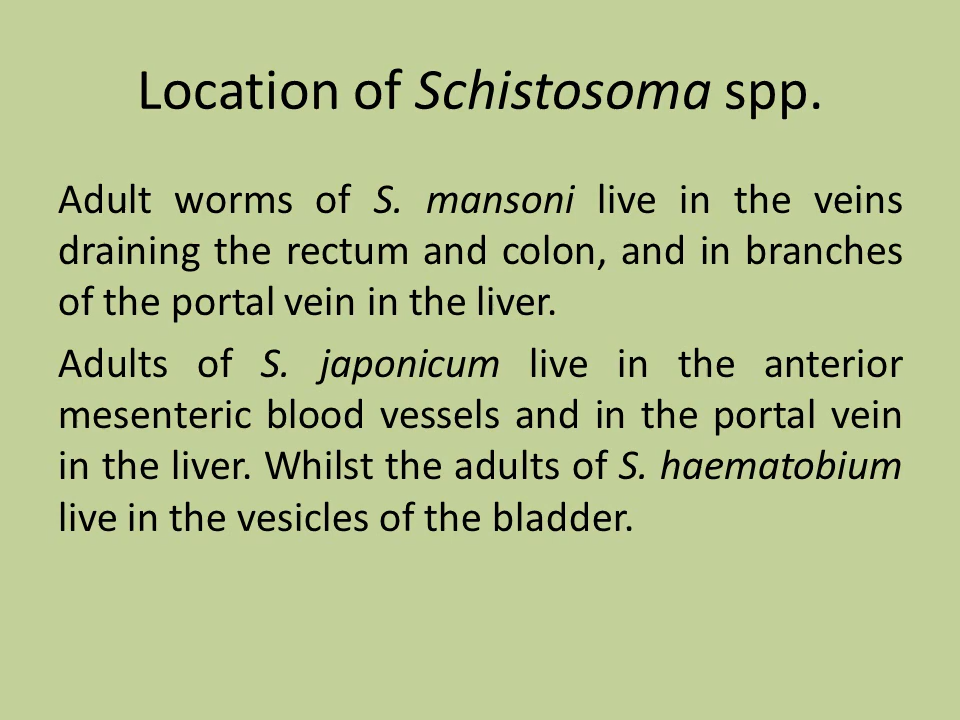 Location of Schistosoma spp.
Adult worms of S. mansoni live in the veins
draining the rectum and colon, and in branches
of the portal vein in the liver.
Adults of S. japonicum live in the anterior
mesenteric blood vessels and in the portal vein
in the liver. Whilst the adults of S. haematobium
live in the vesicles of the bladder.